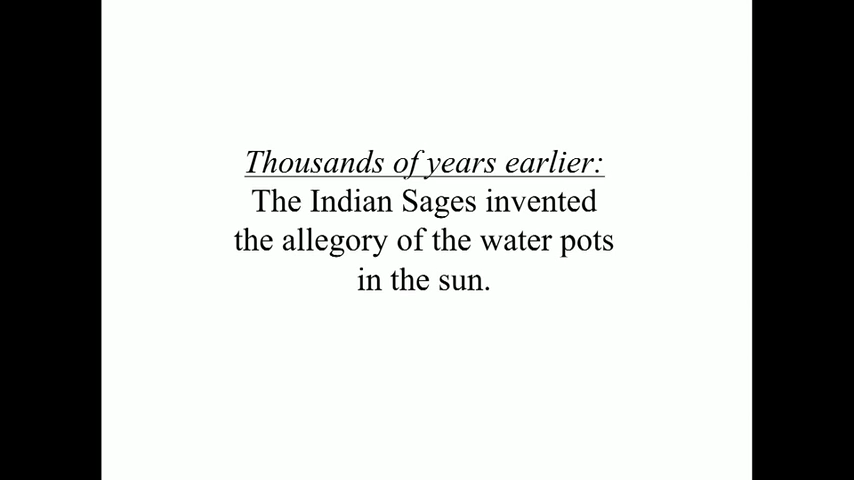 Thousands of years earlier:
The Indian Sages invented
the allegory of the water pots
in the sun.